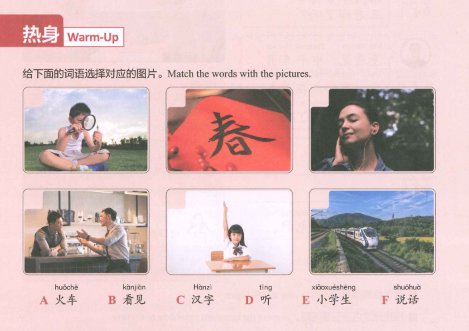 热身 Warm-Up
给下面的词语选择对应的图片。Match the words with the pictures.
春
huǒchē kànjiàn Hànzì tīng xiǎoxuéshēng shuōhuà
A 火车 B 看见 C 汉字 D 听 E 小学生 F 说话